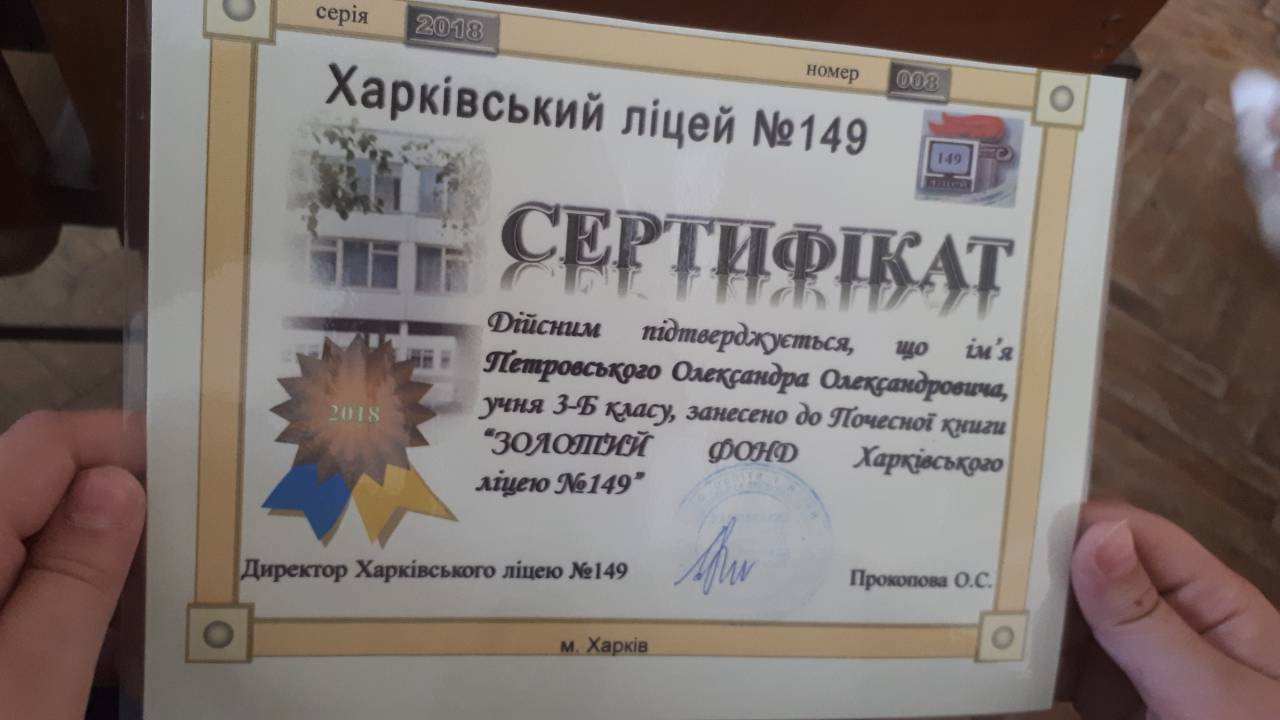 серія 2018
номер 008
Харківський ліцей №149
149
СЕРТИФІКАТ
Дійсним підтверджується, що ім'я
Петровського Олександра Олександровича,
учня 3-Б класу, занесено до Почесної книги
"ЗОЛОТИЙ ФОНД Харківського
ліцею №149"
2018
Директор Харківського ліцею №149
Прокопова О.С.
м. Харків